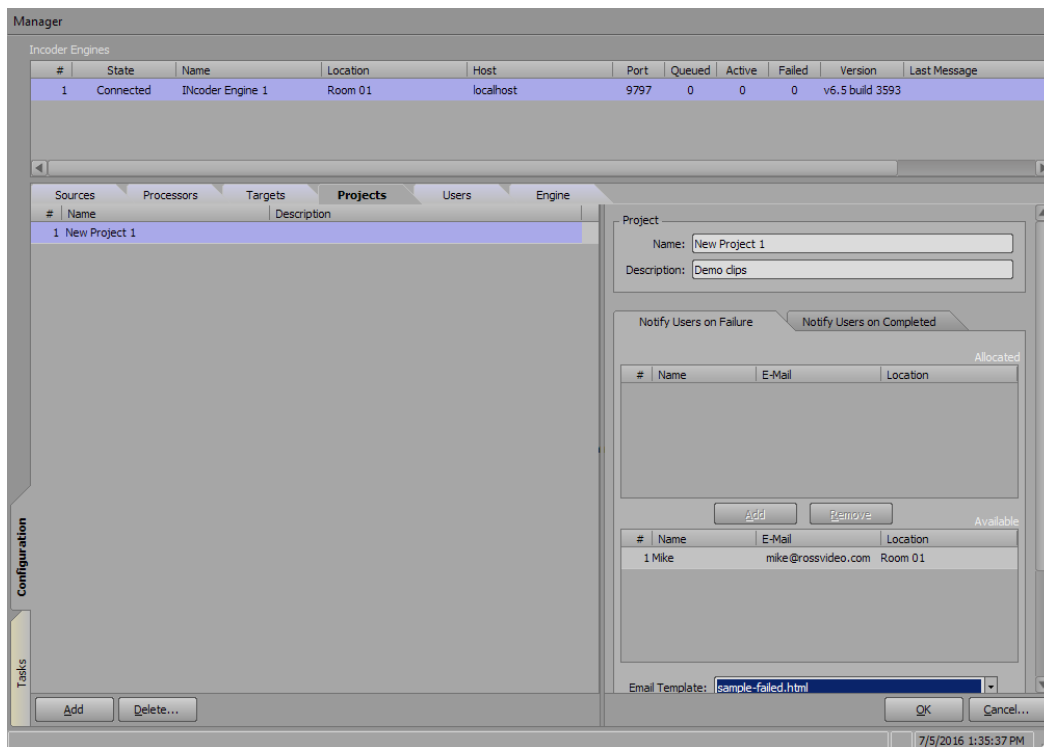 Manager
Incoder Engines
# State Name Location Host Port Queued Active Failed Version Last Message
1 Connected INcoder Engine 1 Room 01 localhost 9797 0 0 0 v6.5 build 3593
Sources Processors Targets Projects Users Engine
# Name Description
1 New Project 1
Project
Name: New Project 1
Description: Demo clips
Notify Users on Failure Notify Users on Completed
Allocated
# Name E-Mail Location
Add Remove
Available
# Name E-Mail Location
1 Mike mike@rossvideo.com Room 01
Email Template: sample-failed.html
Configuration
Tasks
Add Delete... OK Cancel...
7/5/2016 1:35:37 PM